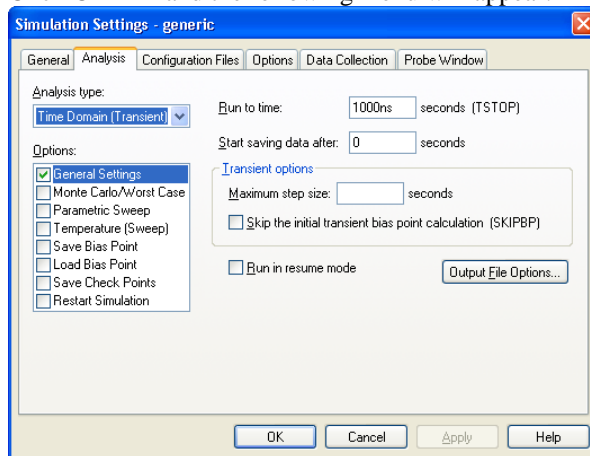 Simulation Settings - generic
General Analysis Configuration Files Options Data Collection Probe Window
Analysis type:
Time Domain (Transient)
Run to time: 1000ns seconds (TSTOP)
Start saving data after: 0 seconds
Options:
General Settings
Monte Carlo/Worst Case
Parametric Sweep
Temperature (Sweep)
Save Bias Point
Load Bias Point
Save Check Points
Restart Simulation
Transient options
Maximum step size: seconds
Skip the initial transient bias point calculation (SKIPBP)
Run in resume mode
Output File Options...
OK Cancel Apply Help